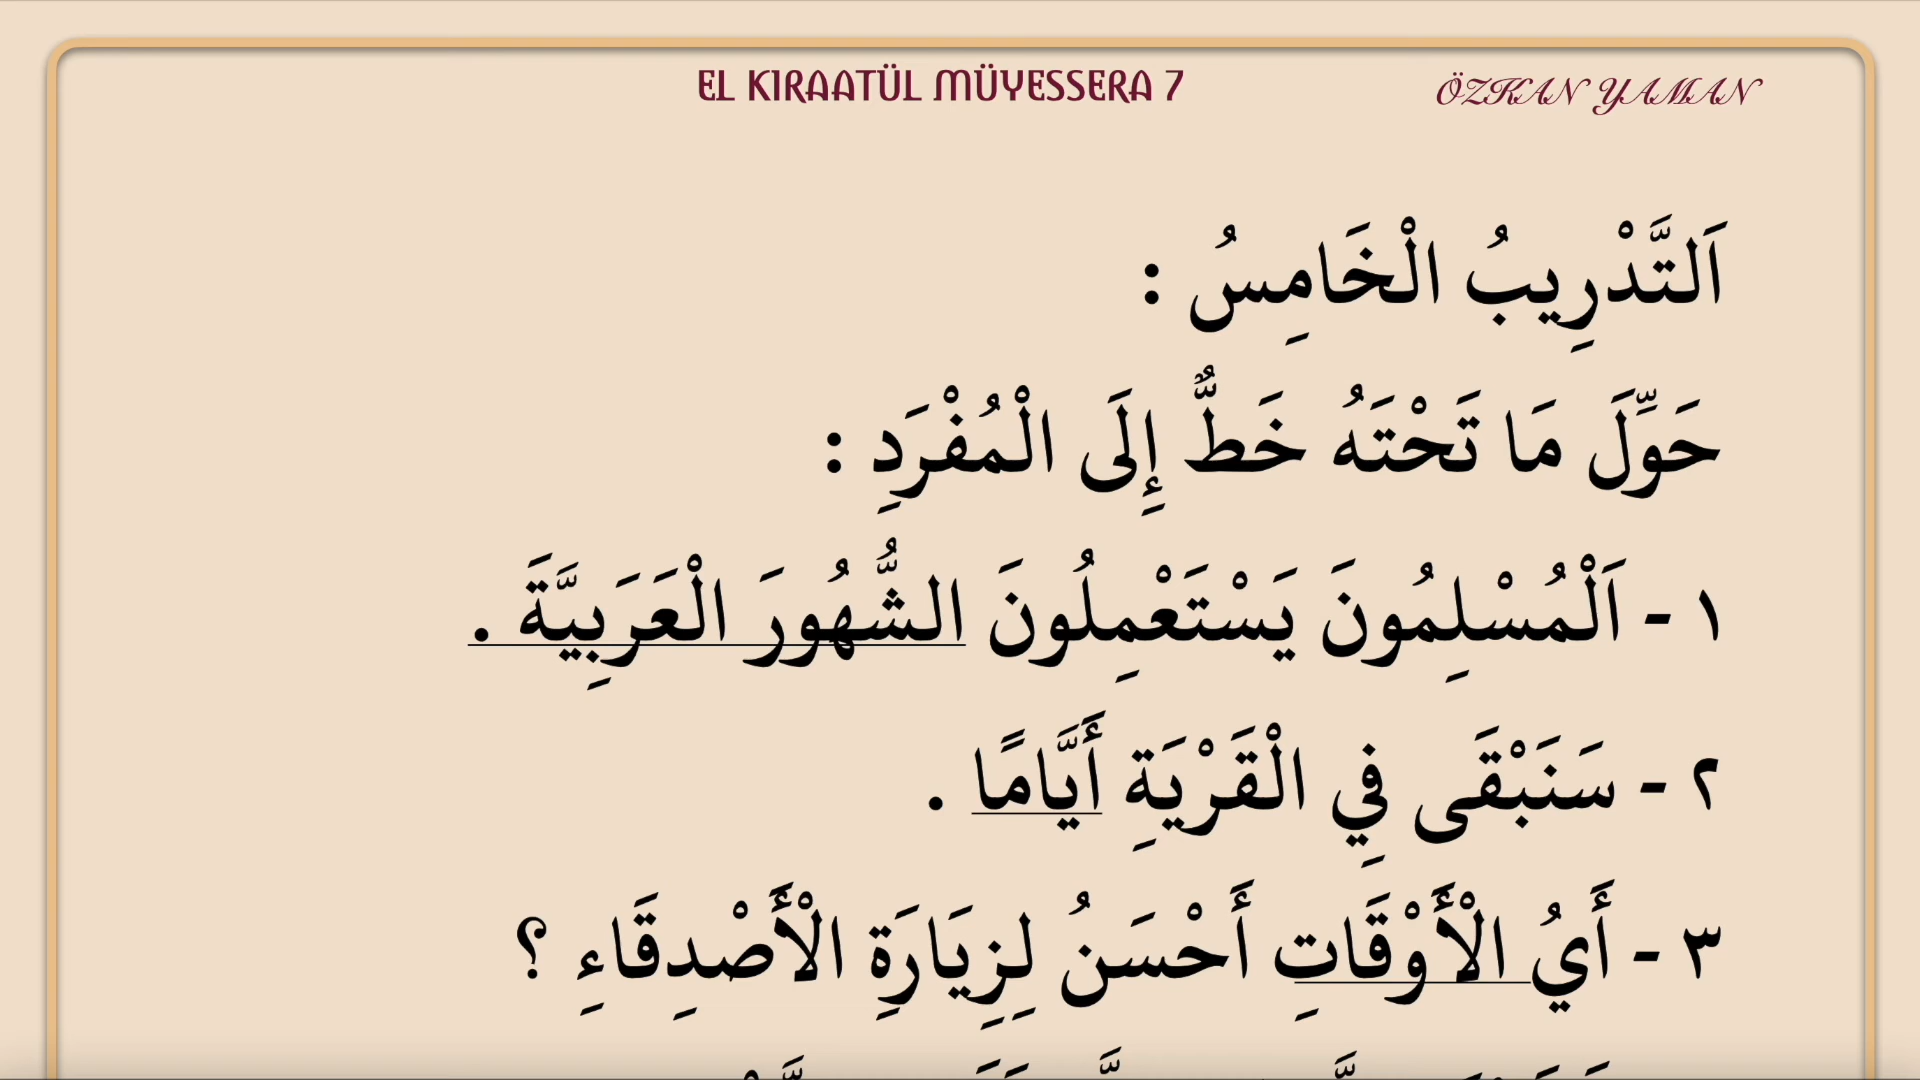 EL KIRAATÜL MÜYESSERA 7
ÖZKAN YAMAN
اَلتَّدْرِيبُ الْخَامِسُ :
حَوِّلَ مَا تَحْتَهُ خَطٌّ إِلَى الْمُفْرَدِ :
١ - اَلْمُسْلِمُونَ يَسْتَعْمِلُونَ الشُّهُورَ الْعَرَبِيَّةَ .
٢ - سَنَبْقَى فِي الْقَرْيَةِ أَيَّامًا .
٣ - أَيُ الْأَوْقَاتِ أَحْسَنُ لِزِيَارَةِ الْأَصْدِقَاءِ ؟